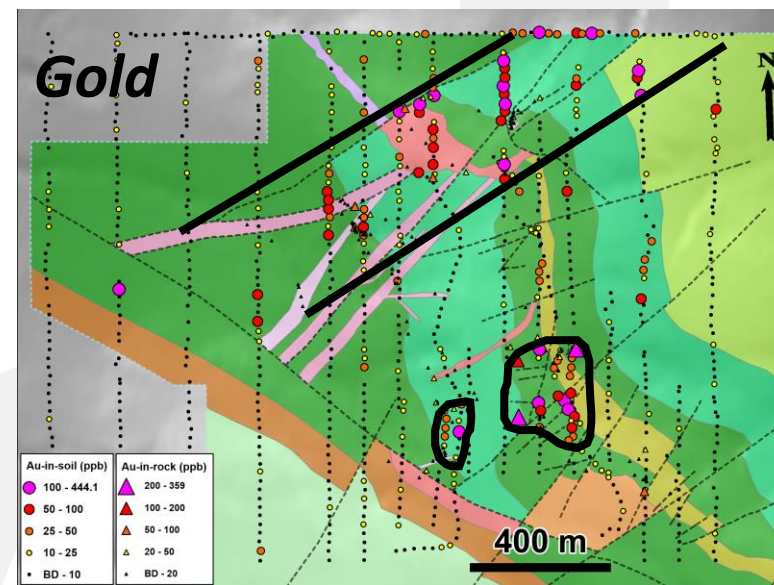 Gold
N
Au-in-soil (ppb)
100 - 444.1
50 - 100
25 - 50
10 - 25
BD - 10
Au-in-rock (ppb)
200 - 359
100 - 200
50 - 100
20 - 50
BD - 20
400 m